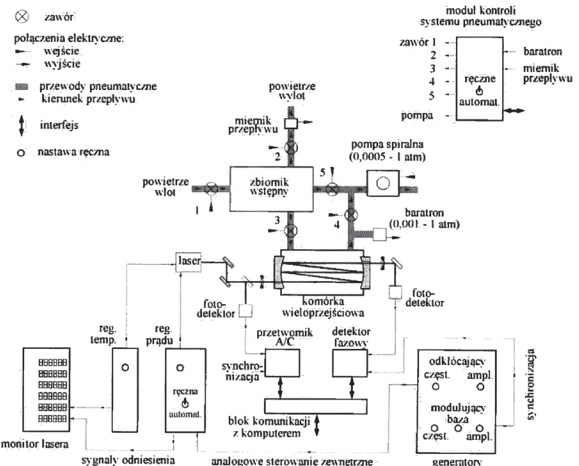 zawór
połączenia elektryczne:
wejście
wyjście
przewody pneumatyczne
kierunek przepływu
interfejs
nastawa ręczna
moduł kontroli
systemu pneumatycznego
zawór 1
2
3
4
5
pompa
ręczne
automat.
baratron
miernik
przepływu
powietrze
wylot
miernik
przepływu
2
powietrze
wlot
1
zbiornik
wstępny
5
pompa spiralna
(0,0005 - 1 atm)
3
4
baratron
(0,001 - 1 atm)
laser
komórka
wieloprzejściowa
foto-
detektor
foto-
detektor
reg.
temp.
reg.
prądu
przetwornik
A/C
detektor
fazowy
synchro-
nizacja
ręczna
automat.
odkłócający
częst. ampl.
modulujący
baza
częst. ampl.
synchronizacja
blok komunikacji
z komputerem
monitor lasera
sygnały odniesienia
analogowe sterowanie zewnętrzne
generatory